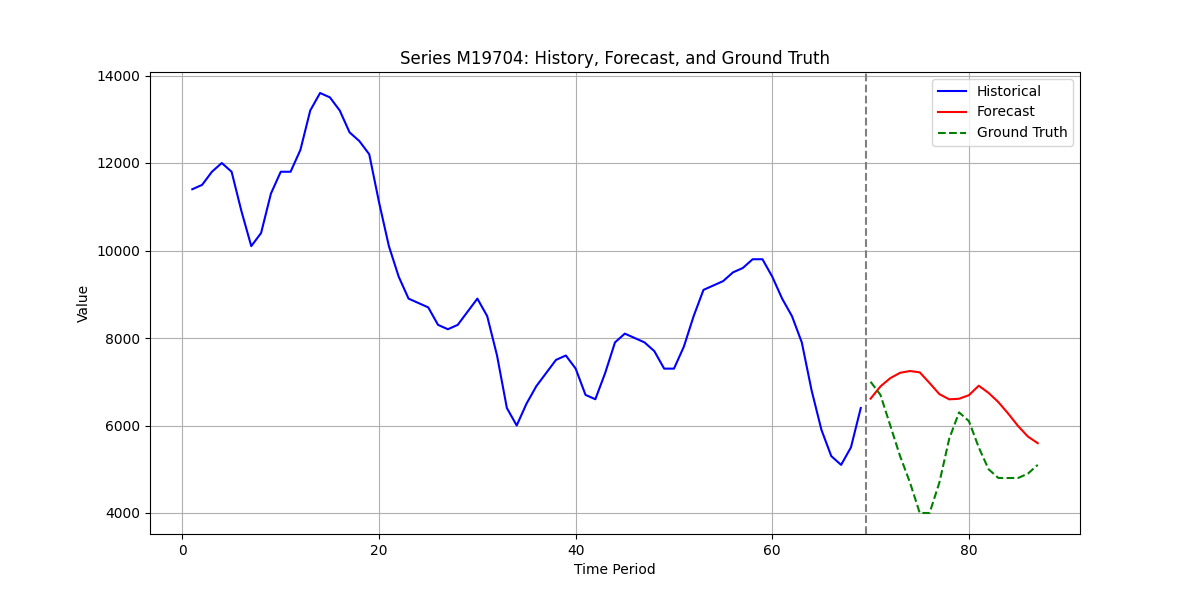 Series M19704: History, Forecast, and Ground Truth
14000
12000
10000
8000
6000
4000
Value
0
20
40
60
80
Time Period
Historical
Forecast
Ground Truth